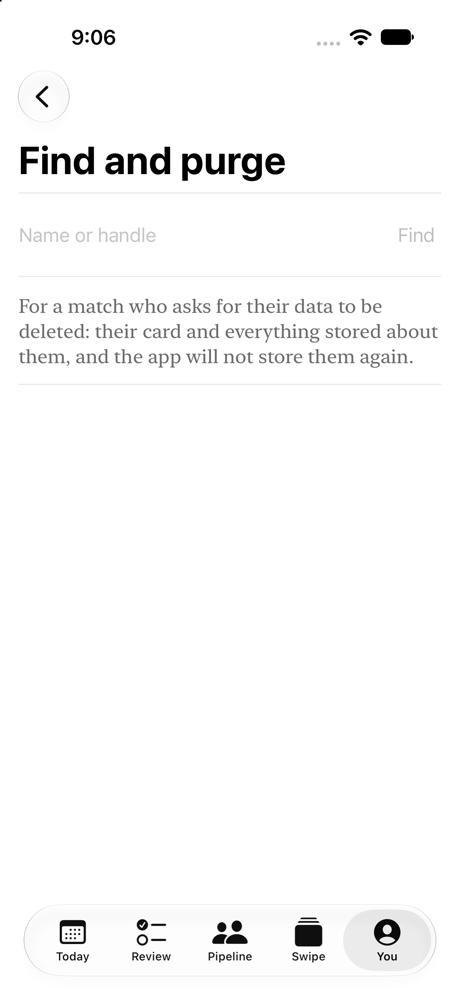 9:06
Find and purge
Name or handle
Find
For a match who asks for their data to be
deleted: their card and everything stored about
them, and the app will not store them again.
Today
Review
Pipeline
Swipe
You